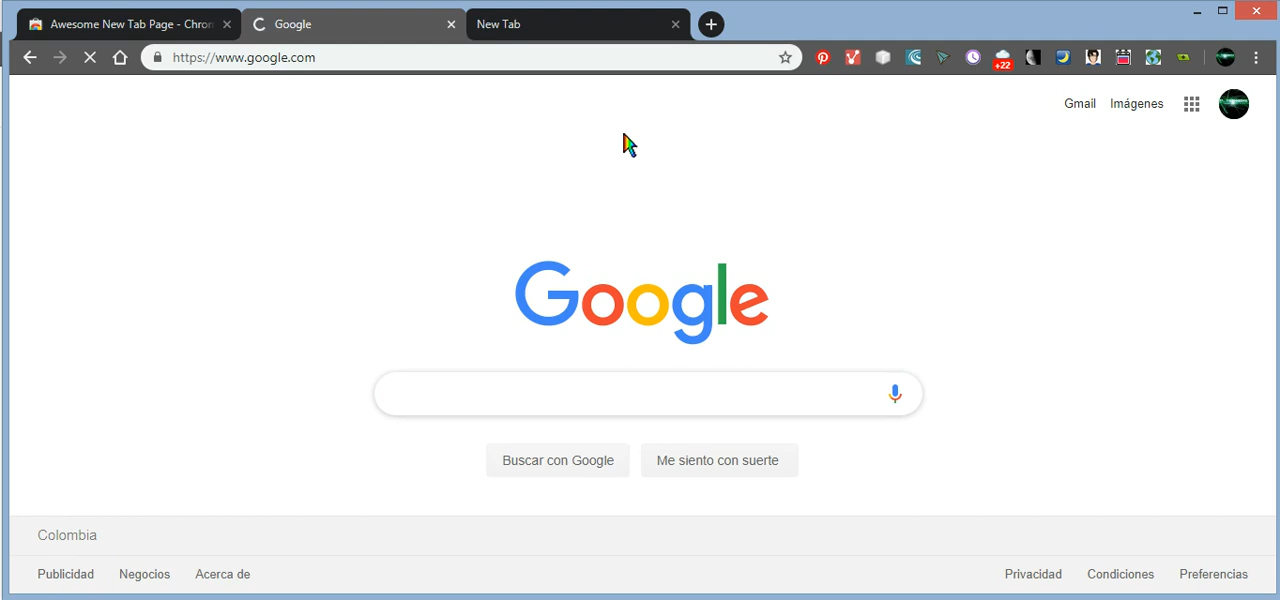 Awesome New Tab Page - Chron
Google
New Tab
https://www.google.com
+22
Gmail
Imágenes
Google
Buscar con Google
Me siento con suerte
Colombia
Publicidad
Negocios
Acerca de
Privacidad
Condiciones
Preferencias